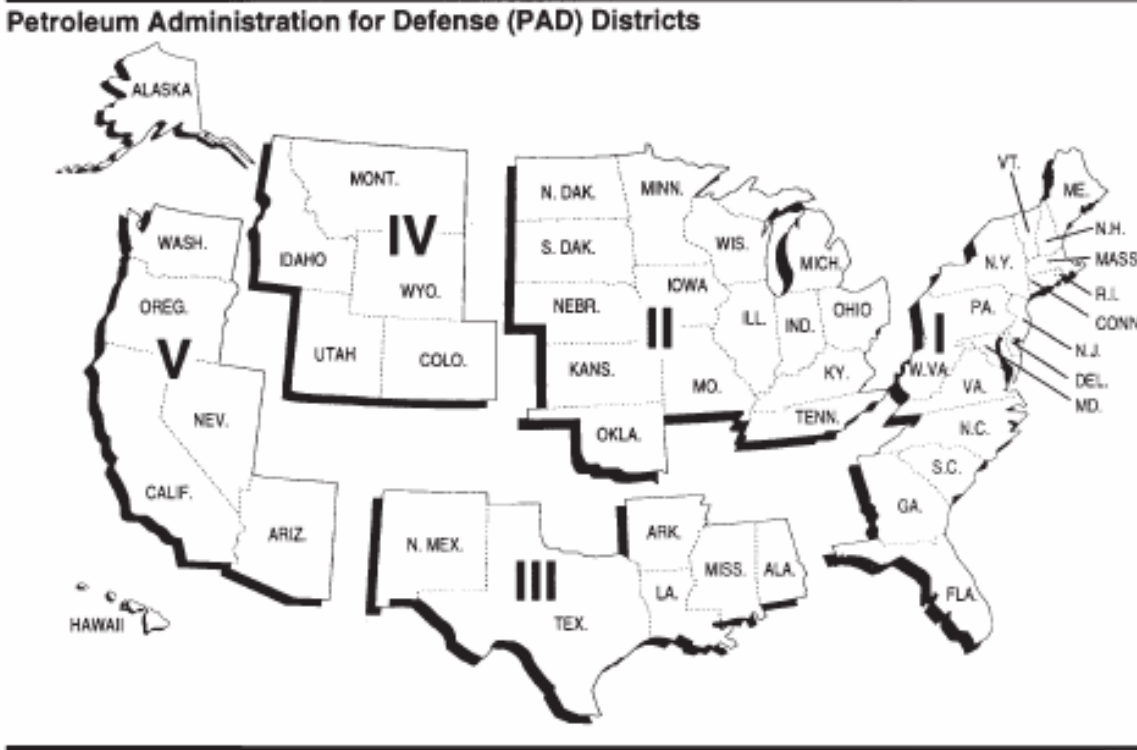 Petroleum Administration for Defense (PAD) Districts
ALASKA
MONT.
IV
IDAHO
WYO.
UTAH
COLO.
WASH.
OREG.
V
NEV.
CALIF.
ARIZ.
HAWAII
N. DAK.
MINN.
S. DAK.
WIS.
MICH.
NEBR.
IOWA
II
ILL.
IND.
OHIO
KANS.
MO.
KY.
OKLA.
TENN.
N. MEX.
III
TEX.
ARK.
LA.
MISS.
ALA.
VT.
ME.
N.H.
N.Y.
MASS
R.I.
CONN
PA.
I
N.J.
W.VA.
DEL.
VA.
MD.
N.C.
S.C.
GA.
FLA.